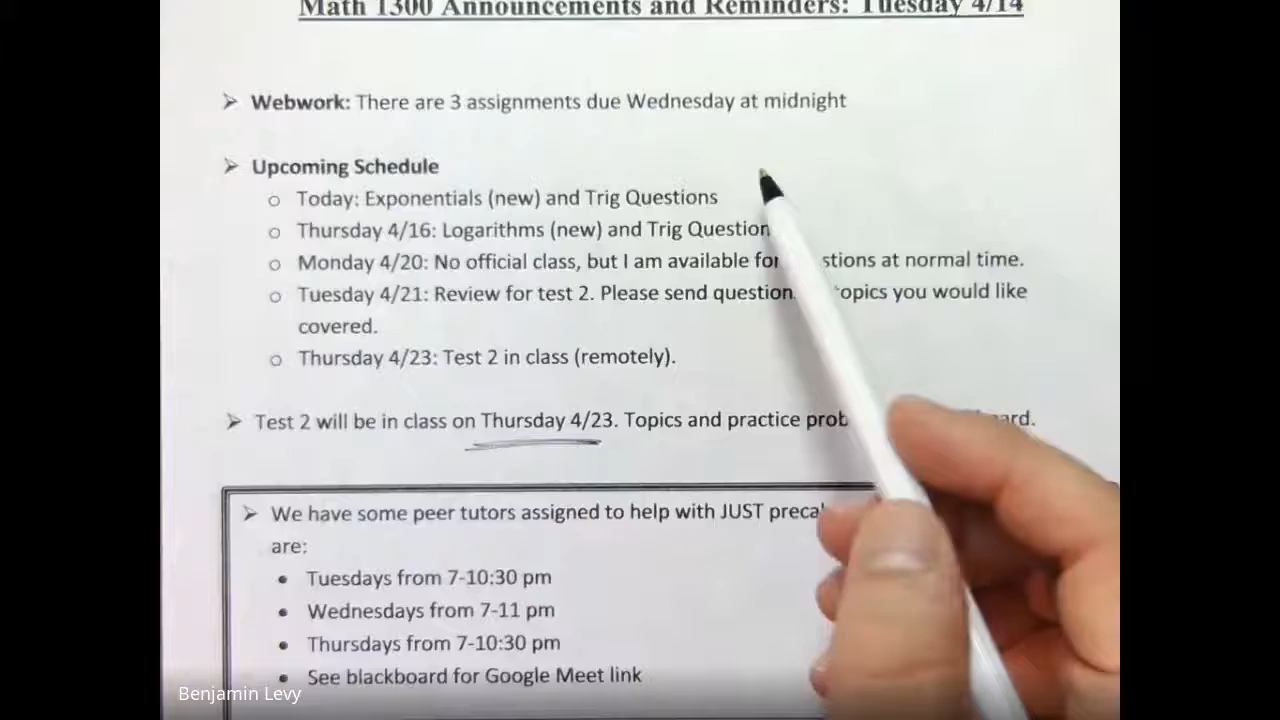 Math 1300 Announcements and Reminders: Tuesday 4/14
Webwork: There are 3 assignments due Wednesday at midnight
Upcoming Schedule
Today: Exponentials (new) and Trig Questions
Thursday 4/16: Logarithms (new) and Trig Question
Monday 4/20: No official class, but I am available for stions at normal time.
Tuesday 4/21: Review for test 2. Please send question topics you would like
covered.
Thursday 4/23: Test 2 in class (remotely).
Test 2 will be in class on Thursday 4/23. Topics and practice prob ard.
We have some peer tutors assigned to help with JUST precal
are:
Tuesdays from 7-10:30 pm
Wednesdays from 7-11 pm
Thursdays from 7-10:30 pm
See blackboard for Google Meet link
Benjamin Levy